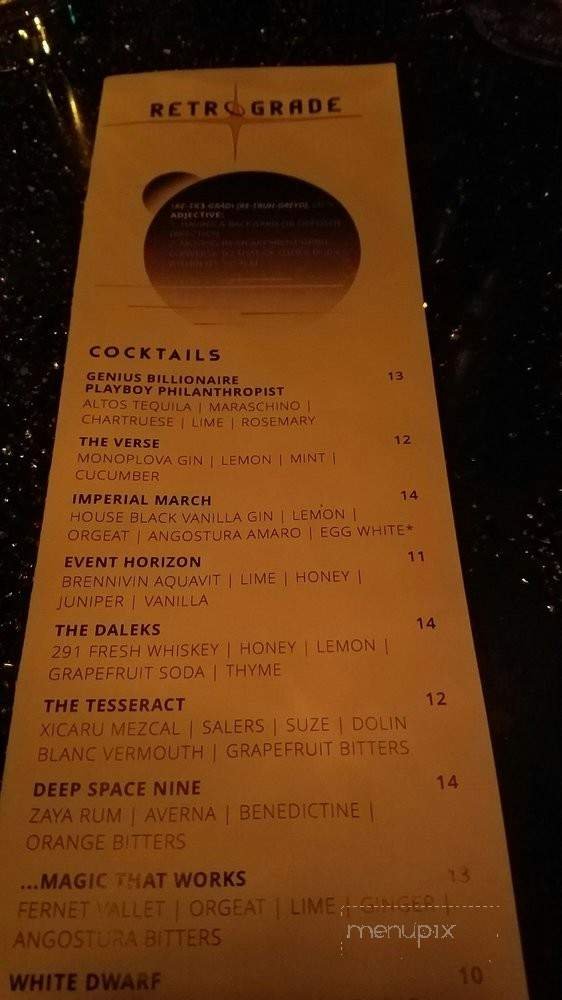 RETROGRADE
ADJECTIVE:
COCKTAILS
GENIUS BILLIONAIRE 13
PLAYBOY PHILANTHROPIST
ALTOS TEQUILA | MARASCHINO |
CHARTRUESE | LIME | ROSEMARY
THE VERSE 12
MONOPLOVA GIN | LEMON | MINT |
CUCUMBER
IMPERIAL MARCH 14
HOUSE BLACK VANILLA GIN | LEMON |
ORGEAT | ANGOSTURA AMARO | EGG WHITE*
EVENT HORIZON 11
BRENNIVIN AQUAVIT | LIME | HONEY |
JUNIPER | VANILLA
THE DALEKS 14
291 FRESH WHISKEY | HONEY | LEMON |
GRAPEFRUIT SODA | THYME
THE TESSERACT 12
XICARU MEZCAL | SALERS | SUZE | DOLIN
BLANC VERMOUTH | GRAPEFRUIT BITTERS
DEEP SPACE NINE 14
ZAYA RUM | AVERNA | BENEDICTINE |
ORANGE BITTERS
...MAGIC THAT WORKS 13
FERNET VALLET | ORGEAT | LIME | GINGER |
ANGOSTURA BITTERS
menupix
WHITE DWARF 10